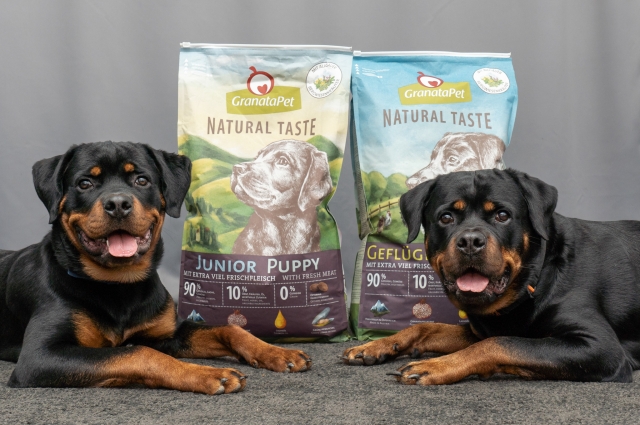 GranataPet
NATURAL TASTE
JUNIOR PUPPY
MIT EXTRA VIEL FRISCHFLEISCH WITH FRESH MEAT
90%
10%
0%
GranataPet
NATURAL TASTE
GEFLÜG
MIT EXTRA VIEL
90%
10%